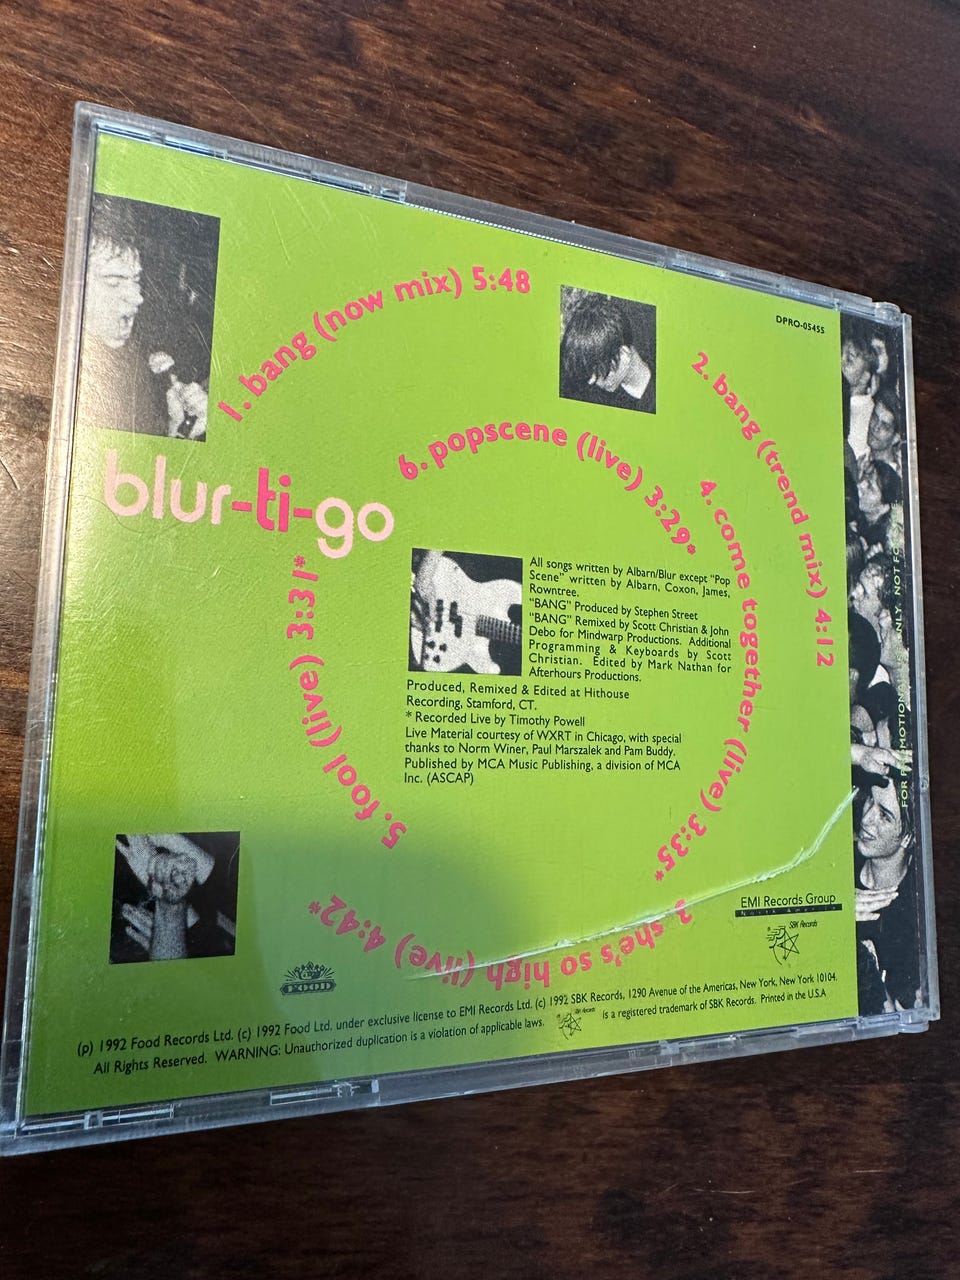 DPRO-05455
1. bang (now mix) 5:48
2. bang (trend mix) 4:12
3. she's so high (live) 4:42*
4. come together (live) 3:35*
5. fool (live) 3:31*
6. popscene (live) 3:29*
blur-ti-go
All songs written by Albarn/Blur except "Pop
Scene" written by Albarn, Coxon, James,
Rowntree.
"BANG" Produced by Stephen Street
"BANG" Remixed by Scott Christian & John
Debo for Mindwarp Productions. Additional
Programming & Keyboards by Scott
Christian. Edited by Mark Nathan for
Afterhours Productions.
Produced, Remixed & Edited at Hithouse
Recording, Stamford, CT.
* Recorded Live by Timothy Powell
Live Material courtesy of WXRT in Chicago, with special
thanks to Norm Winer, Paul Marszalek and Pam Buddy.
Published by MCA Music Publishing, a division of MCA
Inc. (ASCAP)
EMI Records Group
North America
SBK Records
FOOD
(p) 1992 Food Records Ltd. (c) 1992 Food Ltd. under exclusive license to EMI Records Ltd. (c) 1992 SBK Records, 1290 Avenue of the Americas, New York, New York 10104.
All Rights Reserved. WARNING: Unauthorized duplication is a violation of applicable laws. SBK Records is a registered trademark of SBK Records. Printed in the U.S.A
FOR PROMOTIONAL ONLY. NOT FOR